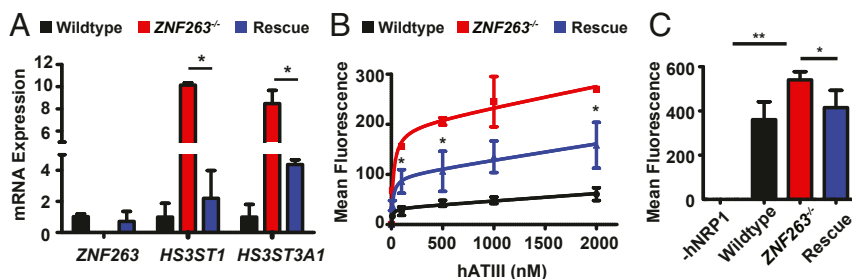 A
Wildtype ZNF263-/- Rescue
mRNA Expression
12
10
8
6
4
2
0
*
*
ZNF263 HS3ST1 HS3ST3A1
B
Wildtype ZNF263-/- Rescue
Mean Fluorescence
300
200
100
0
*
*
*
0 500 1000 1500 2000
hATIII (nM)
C
Mean Fluorescence
600
400
200
0
**
*
-hNRP1
Wildtype
ZNF263-/-
Rescue